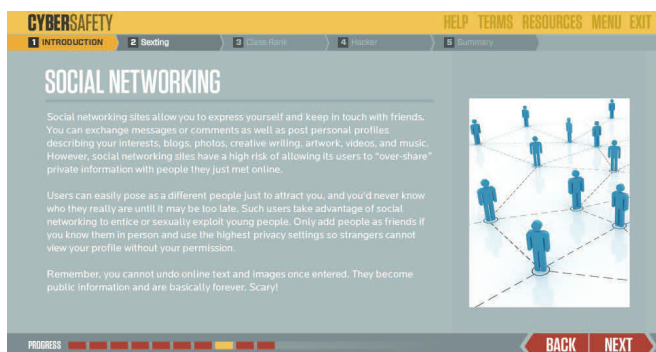 CYBERSAFETY
HELP TERMS RESOURCES MENU EXIT
1 INTRODUCTION 2 Sexting 3 Class Rank 4 Hacker 5 Summary
SOCIAL NETWORKING
Social networking sites allow you to express yourself and keep in touch with friends.
You can exchange messages or comments as well as post personal profiles
describing your interests, blogs, photos, creative writing, artwork, videos, and music.
However, social networking sites have a high risk of allowing its users to "over-share"
private information with people they just met online.
Users can easily pose as a different people just to attract you, and you'd never know
who they really are until it may be too late. Such users take advantage of social
networking to entice or sexually exploit young people. Only add people as friends if
you know them in person and use the highest privacy settings so strangers cannot
view your profile without your permission.
Remember, you cannot undo online text and images once entered. They become
public information and are basically forever. Scary!
PROGRESS
BACK NEXT